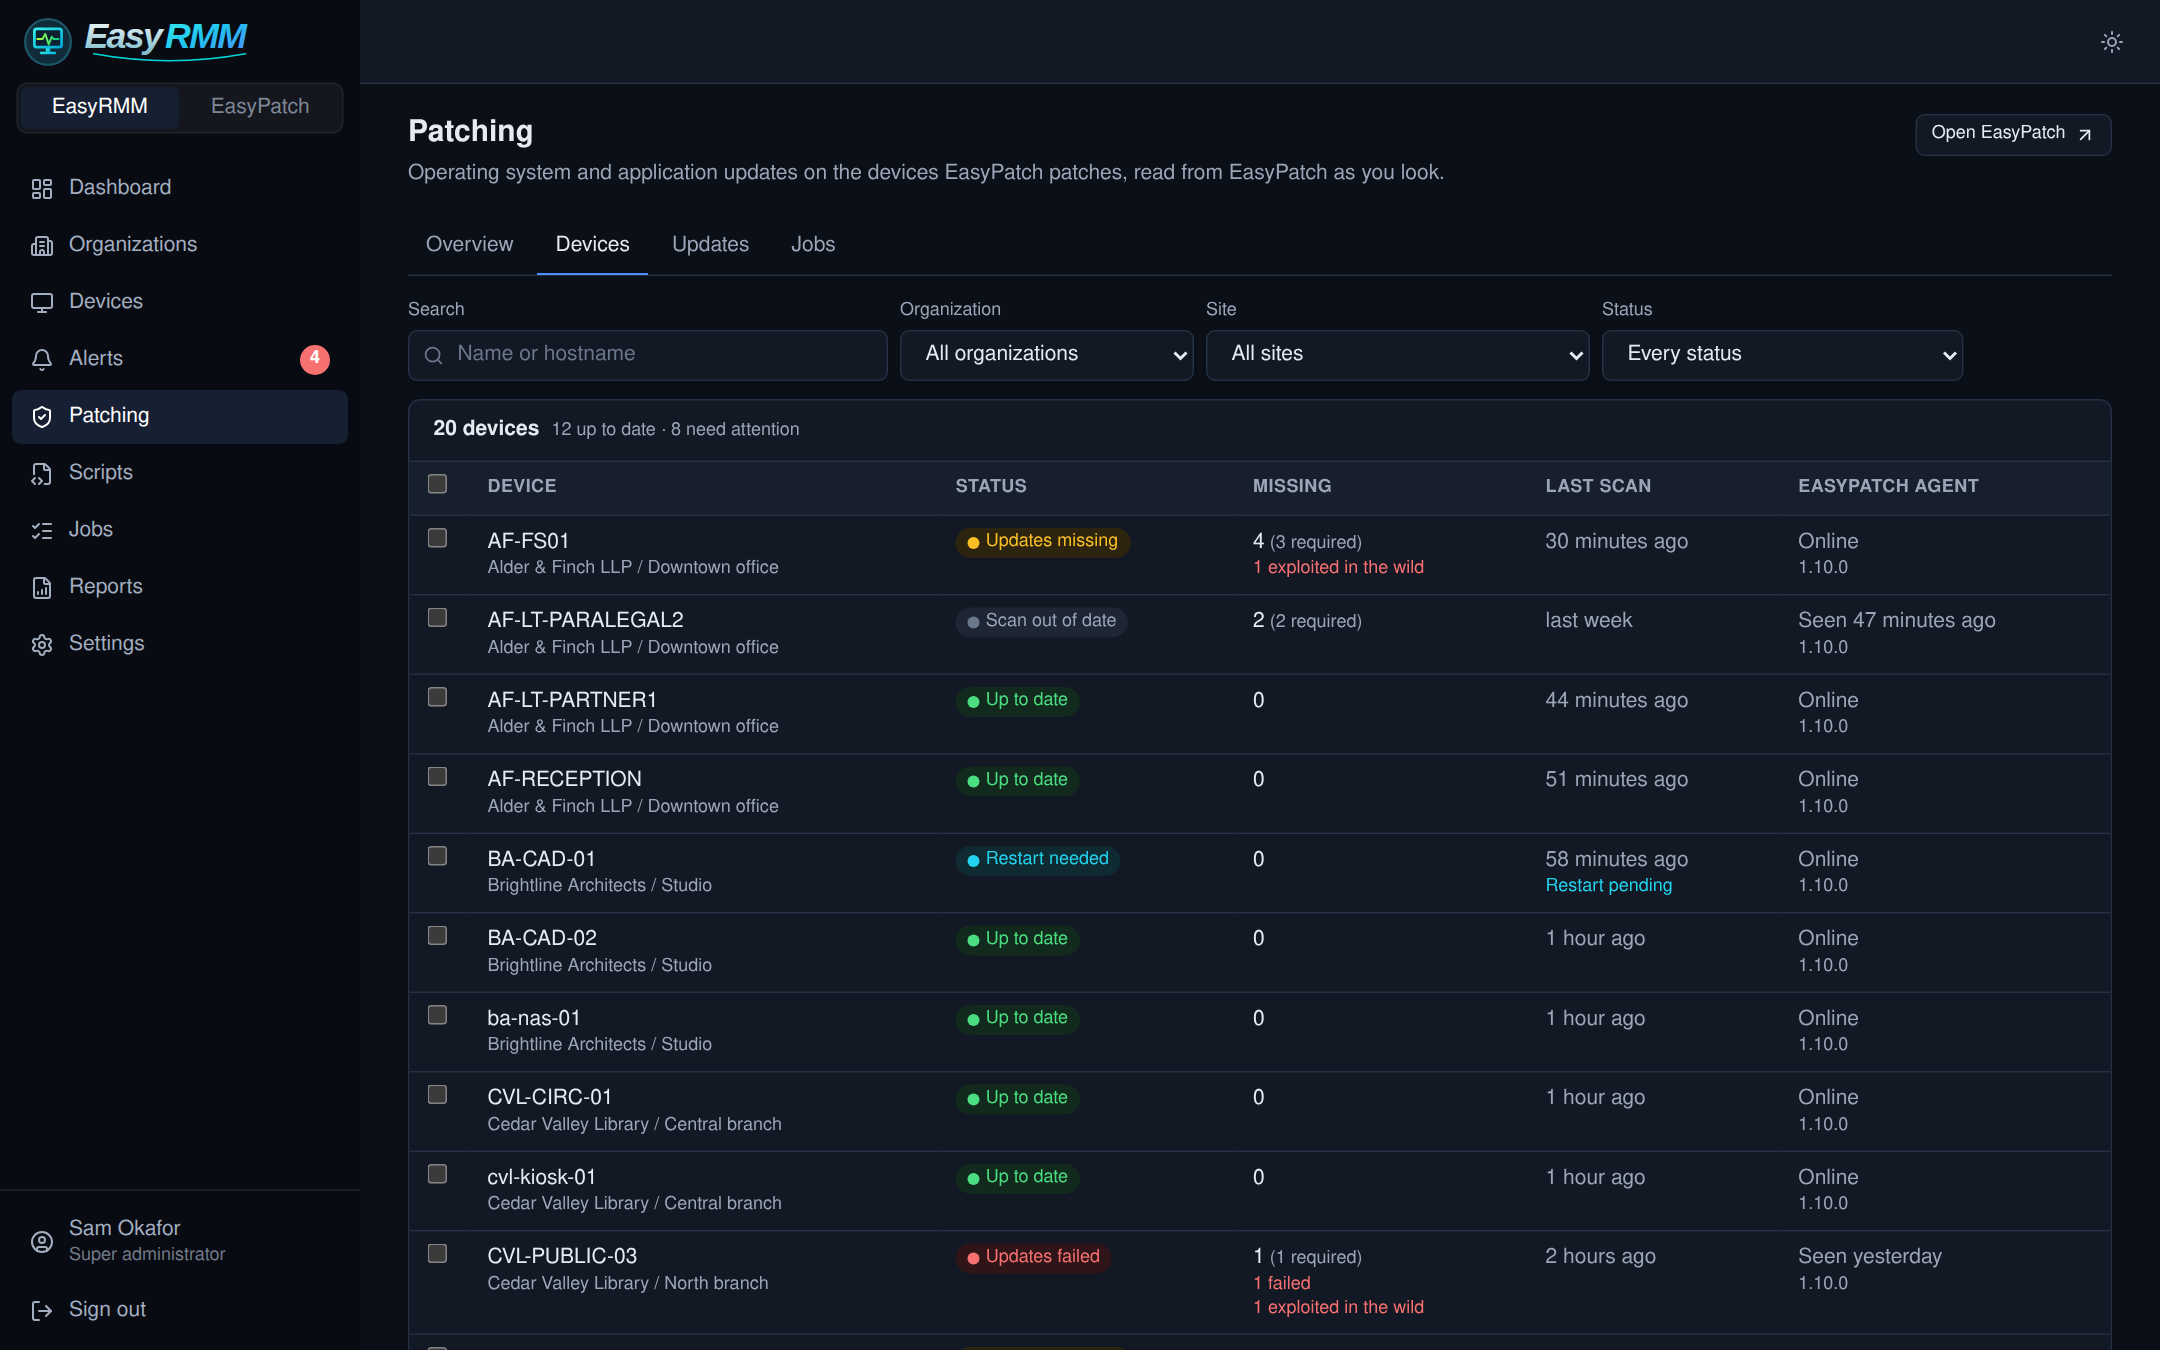 EasyRMM
EasyRMM
EasyPatch
Dashboard
Organizations
Devices
Alerts
4
Patching
Scripts
Jobs
Reports
Settings
Sam Okafor
Super administrator
Sign out
Patching
Operating system and application updates on the devices EasyPatch patches, read from EasyPatch as you look.
Open EasyPatch
Overview
Devices
Updates
Jobs
Search
Organization
Site
Status
Name or hostname
All organizations
All sites
Every status
20 devices 12 up to date · 8 need attention
DEVICE STATUS MISSING LAST SCAN EASYPATCH AGENT
AF-FS01 Updates missing 4 (3 required) 30 minutes ago Online
Alder & Finch LLP / Downtown office 1 exploited in the wild 1.10.0
AF-LT-PARALEGAL2 Scan out of date 2 (2 required) last week Seen 47 minutes ago
Alder & Finch LLP / Downtown office 1.10.0
AF-LT-PARTNER1 Up to date 0 44 minutes ago Online
Alder & Finch LLP / Downtown office 1.10.0
AF-RECEPTION Up to date 0 51 minutes ago Online
Alder & Finch LLP / Downtown office 1.10.0
BA-CAD-01 Restart needed 0 58 minutes ago Online
Brightline Architects / Studio Restart pending 1.10.0
BA-CAD-02 Up to date 0 1 hour ago Online
Brightline Architects / Studio 1.10.0
ba-nas-01 Up to date 0 1 hour ago Online
Brightline Architects / Studio 1.10.0
CVL-CIRC-01 Up to date 0 1 hour ago Online
Cedar Valley Library / Central branch 1.10.0
cvl-kiosk-01 Up to date 0 1 hour ago Online
Cedar Valley Library / Central branch 1.10.0
CVL-PUBLIC-03 Updates failed 1 (1 required) 2 hours ago Seen yesterday
Cedar Valley Library / North branch 1 failed 1.10.0
1 exploited in the wild